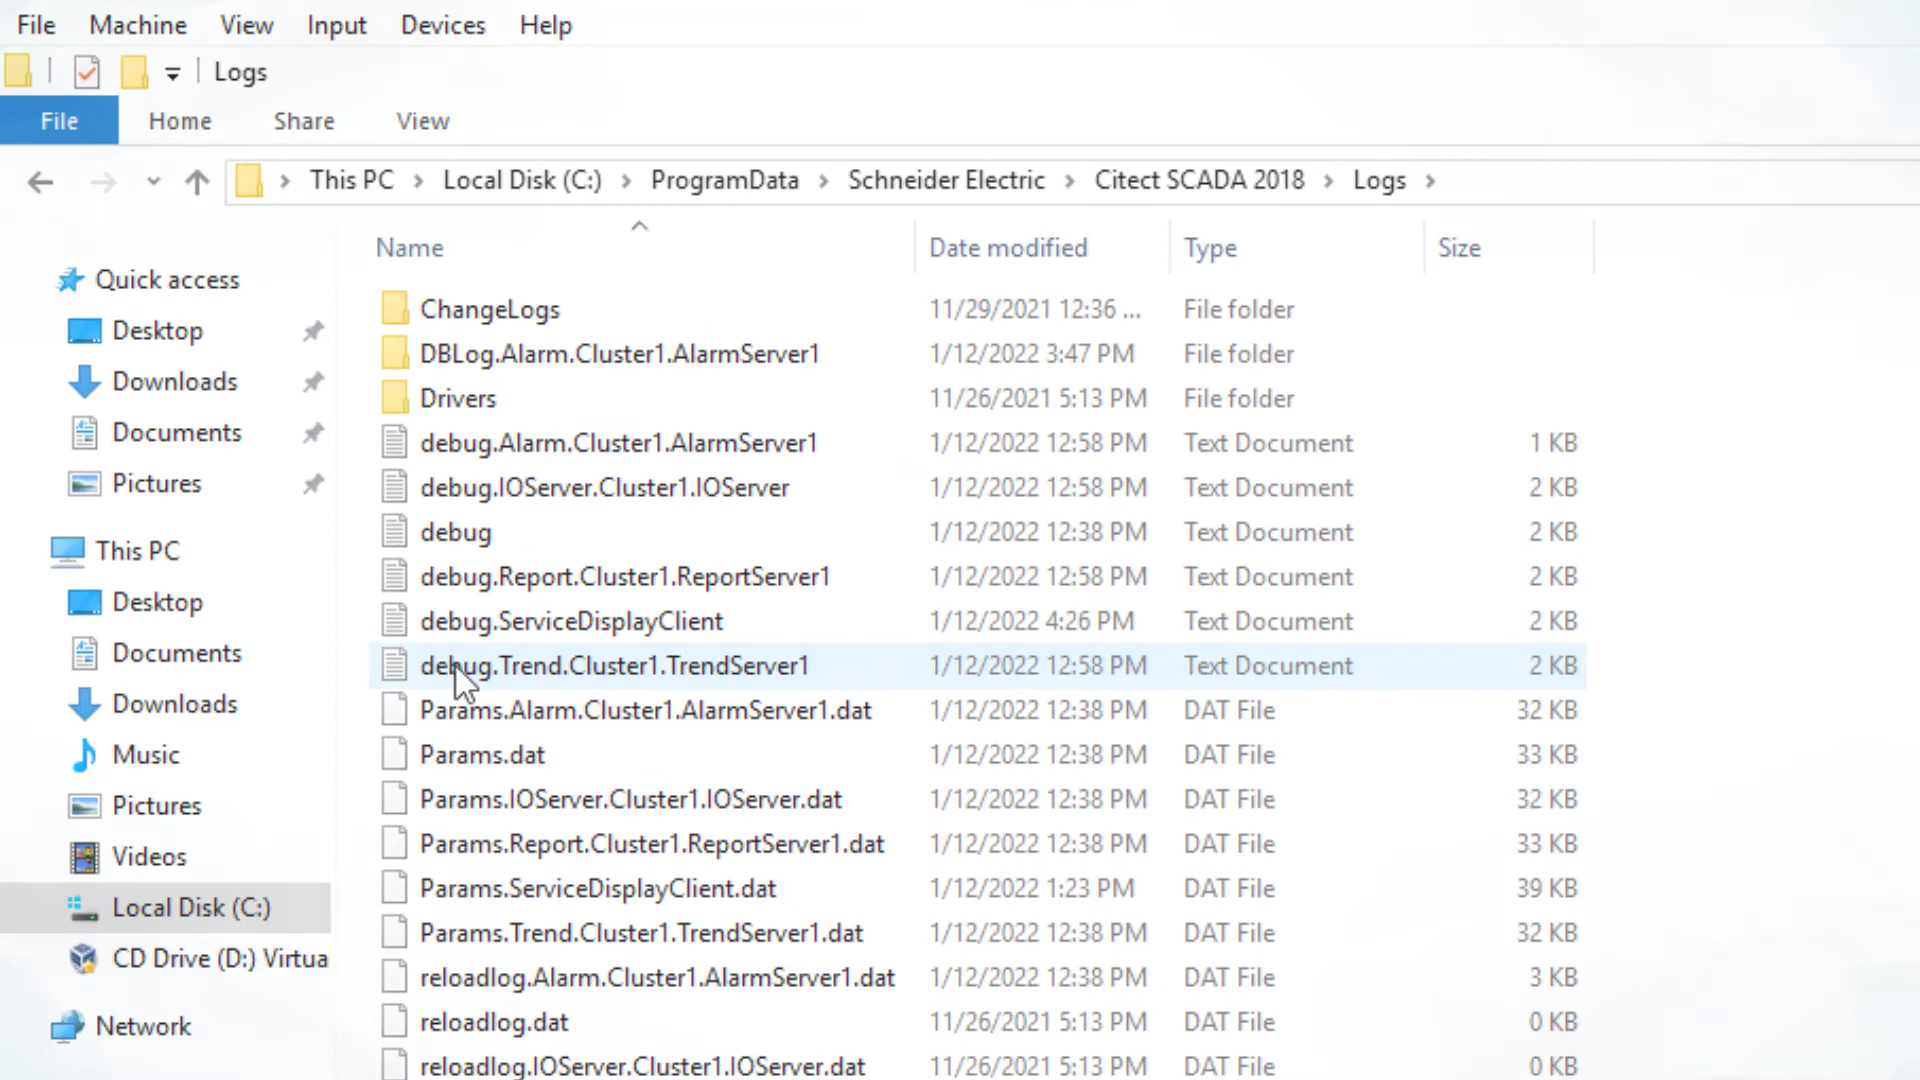 File Machine View Input Devices Help
Logs
File Home Share View
This PC Local Disk (C:) ProgramData Schneider Electric Citect SCADA 2018 Logs
Name Date modified Type Size
Quick access
Desktop
Downloads
Documents
Pictures
This PC
Desktop
Documents
Downloads
Music
Pictures
Videos
Local Disk (C:)
CD Drive (D:) Virtua
Network
ChangeLogs 11/29/2021 12:36 ... File folder
DBLog.Alarm.Cluster1.AlarmServer1 1/12/2022 3:47 PM File folder
Drivers 11/26/2021 5:13 PM File folder
debug.Alarm.Cluster1.AlarmServer1 1/12/2022 12:58 PM Text Document 1 KB
debug.IOServer.Cluster1.IOServer 1/12/2022 12:58 PM Text Document 2 KB
debug 1/12/2022 12:38 PM Text Document 2 KB
debug.Report.Cluster1.ReportServer1 1/12/2022 12:58 PM Text Document 2 KB
debug.ServiceDisplayClient 1/12/2022 4:26 PM Text Document 2 KB
debug.Trend.Cluster1.TrendServer1 1/12/2022 12:58 PM Text Document 2 KB
Params.Alarm.Cluster1.AlarmServer1.dat 1/12/2022 12:38 PM DAT File 32 KB
Params.dat 1/12/2022 12:38 PM DAT File 33 KB
Params.IOServer.Cluster1.IOServer.dat 1/12/2022 12:38 PM DAT File 32 KB
Params.Report.Cluster1.ReportServer1.dat 1/12/2022 12:38 PM DAT File 33 KB
Params.ServiceDisplayClient.dat 1/12/2022 1:23 PM DAT File 39 KB
Params.Trend.Cluster1.TrendServer1.dat 1/12/2022 12:38 PM DAT File 32 KB
reloadlog.Alarm.Cluster1.AlarmServer1.dat 1/12/2022 12:38 PM DAT File 3 KB
reloadlog.dat 11/26/2021 5:13 PM DAT File 0 KB
reloadlog.IOServer.Cluster1.IOServer.dat 11/26/2021 5:13 PM DAT File 0 KB